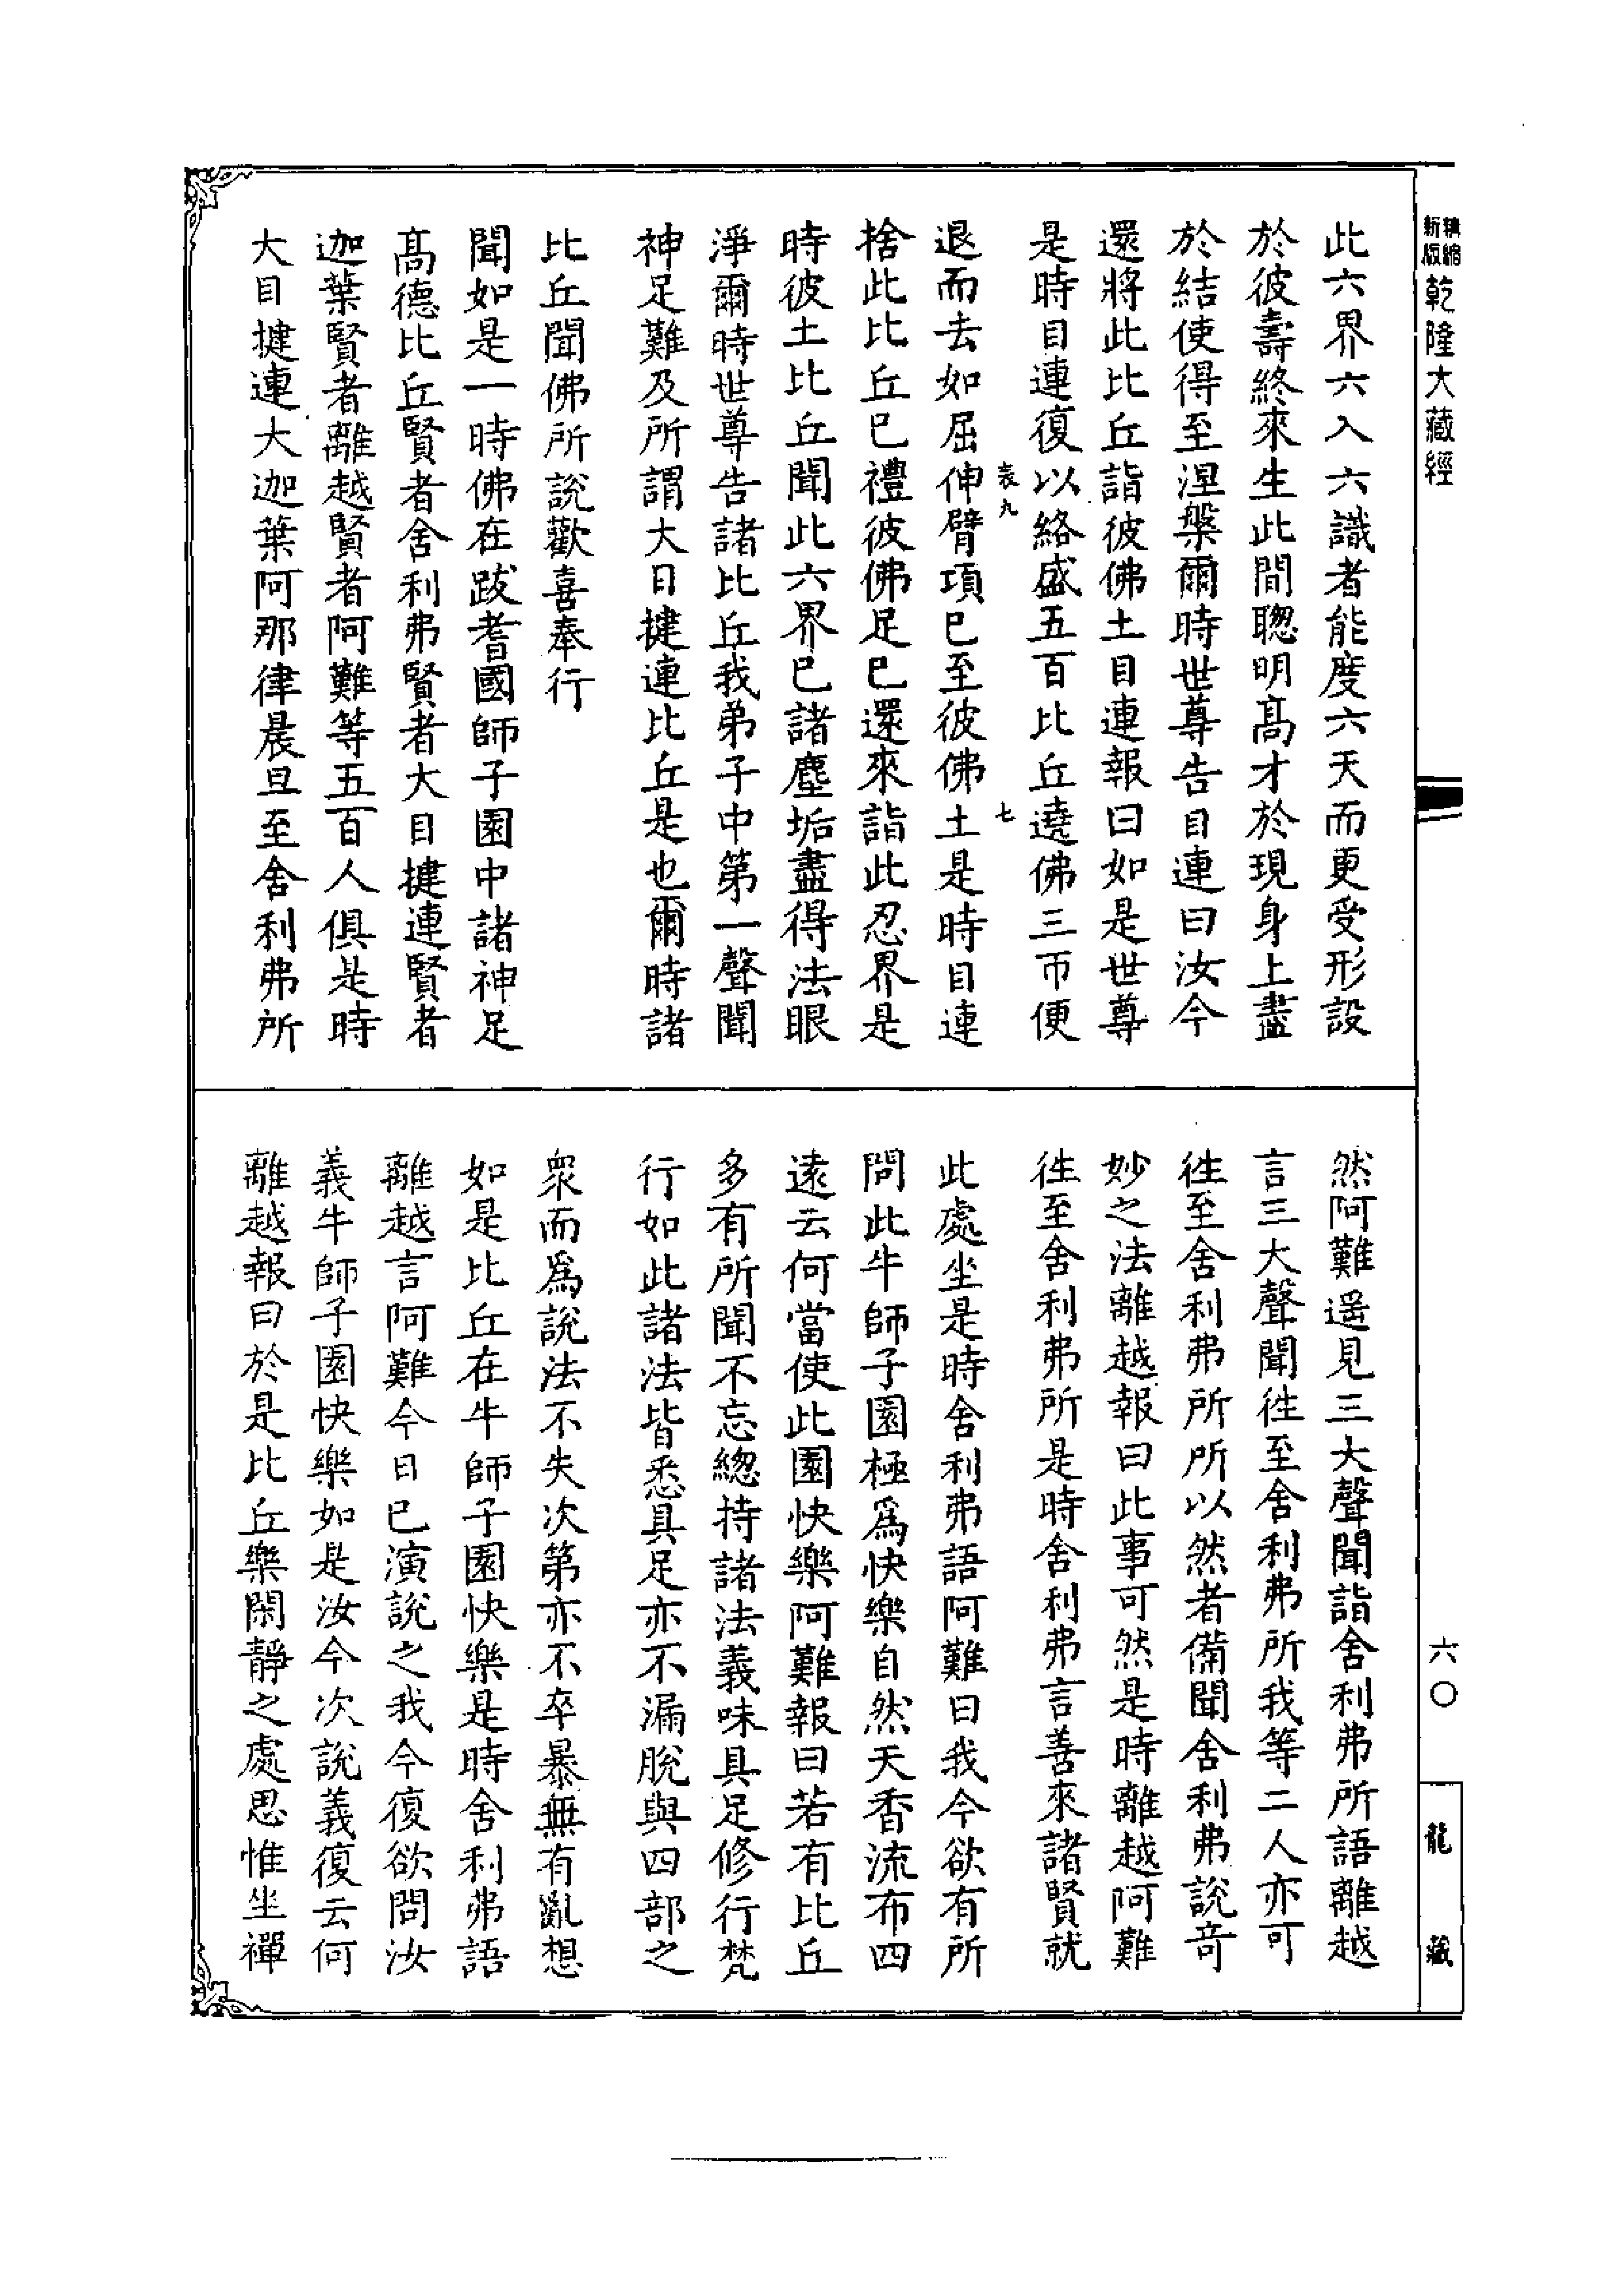 新版精縮
乾隆大藏經
此六界六入六識者能度六天而更受形設
於彼壽終來生此間聰明高才於現身上盡
於結使得至涅槃爾時世尊告目連曰汝今
還將此比丘詣彼佛土目連報曰如是世尊
是時目連復以絡盛五百比丘遶佛三帀便
表九
七
退而去如屈伸臂項已至彼佛土是時目連
捨此比丘已禮彼佛足已還來詣此忍界是
時彼土比丘聞此六界已諸塵垢盡得法眼
淨爾時世尊告諸比丘我弟子中第一聲聞
神足難及所謂大目揵連比丘是也爾時諸
比丘聞佛所說歡喜奉行
聞如是一時佛在跋耆國師子園中諸神足
高德比丘賢者舍利弗賢者大目揵連賢者
迦葉賢者離越賢者阿難等五百人俱是時
大目揵連大迦葉阿那律晨旦至舍利弗所
然阿難遥見三大聲聞詣舍利弗所語離越
言三大聲聞往至舍利弗所我等二人亦可
往至舍利弗所所以然者備聞舍利弗說奇
妙之法離越報曰此事可然是時離越阿難
往至舍利弗所是時舍利弗言善來諸賢就
此處坐是時舍利弗語阿難曰我今欲有所
問此牛師子園極爲快樂自然天香流布四
遠云何當使此園快樂阿難報曰若有比丘
多有所聞不忘緫持諸法義味具足修行梵
行如此諸法皆悉具足亦不漏脫與四部之
衆而爲說法不失次第亦不卒暴無有亂想
如是比丘在牛師子園快樂是時舍利弗語
離越言阿難今日已演說之我今復欲問汝
義牛師子園快樂如是汝今次說義復云何
離越報曰於是比丘樂閑靜之處思惟坐禪
六〇
龍藏